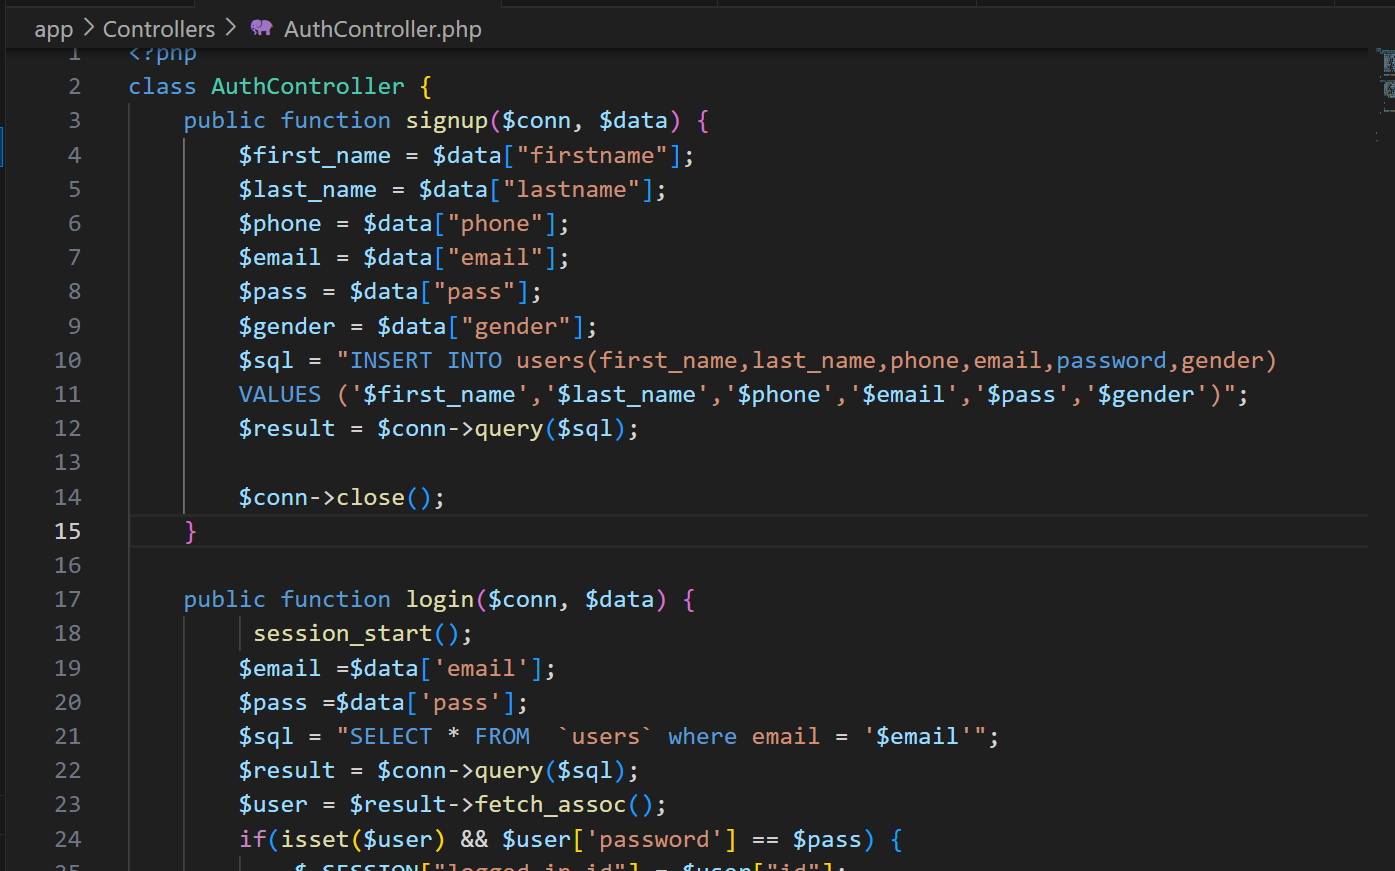 app > Controllers > AuthController.php
1 <?php
2 class AuthController {
3 public function signup($conn, $data) {
4 $first_name = $data["firstname"];
5 $last_name = $data["lastname"];
6 $phone = $data["phone"];
7 $email = $data["email"];
8 $pass = $data["pass"];
9 $gender = $data["gender"];
10 $sql = "INSERT INTO users(first_name,last_name,phone,email,password,gender)
11 VALUES ('$first_name','$last_name','$phone','$email','$pass','$gender')";
12 $result = $conn->query($sql);
13
14 $conn->close();
15 }
16
17 public function login($conn, $data) {
18 session_start();
19 $email =$data['email'];
20 $pass =$data['pass'];
21 $sql = "SELECT * FROM  `users` where email = '$email'";
22 $result = $conn->query($sql);
23 $user = $result->fetch_assoc();
24 if(isset($user) && $user['password'] == $pass) {
25 $_SESSION["logged_in_id"] = $user["id"];